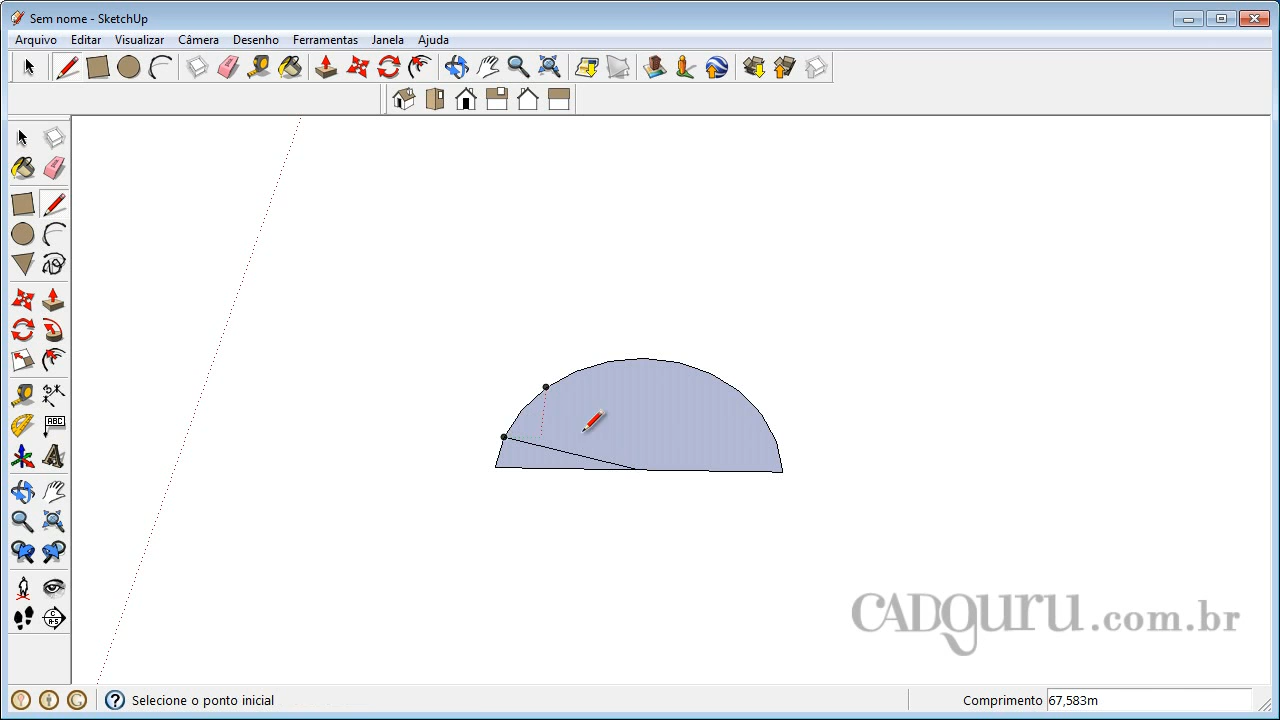 Sem nome - SketchUp
Arquivo Editar Visualizar Câmera Desenho Ferramentas Janela Ajuda
ABC
CADGURU.com.br
Selecione o ponto inicial
Comprimento 67,583m